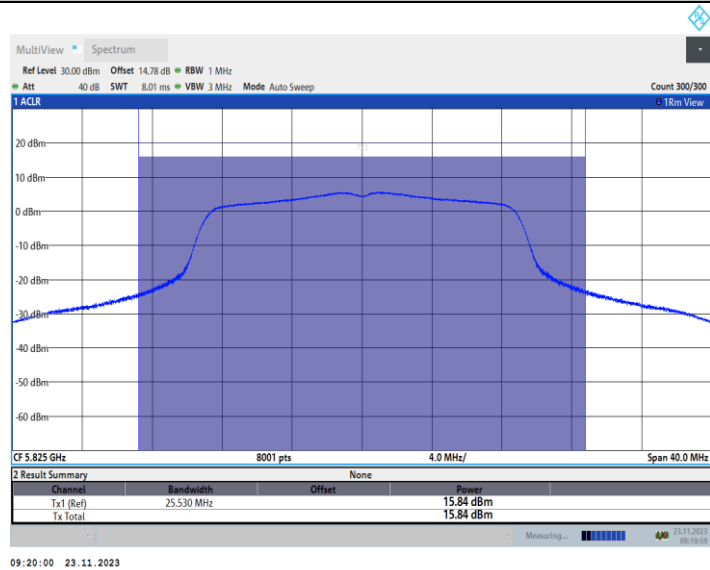 MultiView Spectrum
Ref Level 30.00 dBm Offset 14.78 dB RBW 1 MHz
Att 40 dB SWT 8.01 ms VBW 3 MHz Mode Auto Sweep Count 300/300
1 ACLR 1Rm View
20 dBm
10 dBm
0 dBm
-10 dBm
-20 dBm
-30 dBm
-40 dBm
-50 dBm
-60 dBm
CF 5.825 GHz 8001 pts 4.0 MHz/ Span 40.0 MHz
2 Result Summary None
Channel Bandwidth Offset Power
Tx1 (Ref) 25.530 MHz 15.84 dBm
Tx Total 15.84 dBm
Measuring... 23.11.2023
09:19:59
09:20:00 23.11.2023